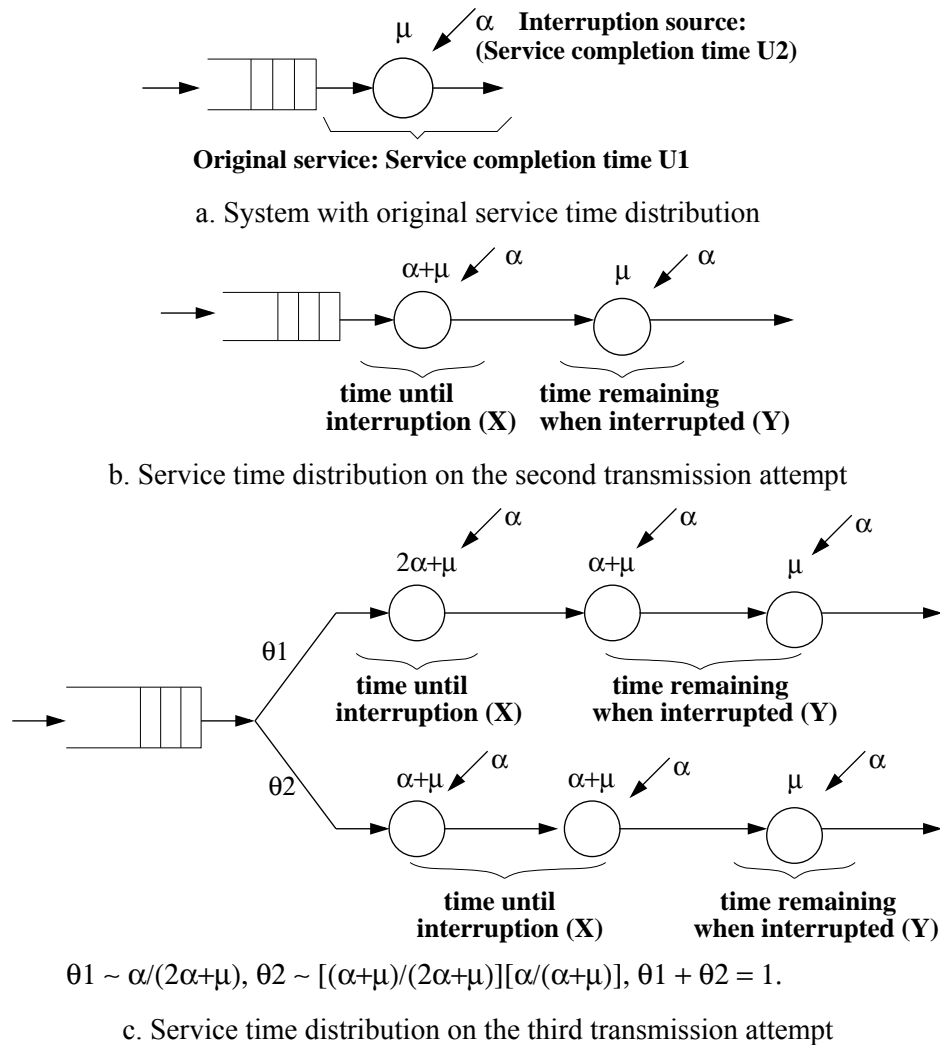 μ
α Interruption source:
(Service completion time U2)
Original service: Service completion time U1
a. System with original service time distribution
α+μ α μ α
time until time remaining
interruption (X) when interrupted (Y)
b. Service time distribution on the second transmission attempt
2α+μ α α+μ α μ α
θ1
time until time remaining
interruption (X) when interrupted (Y)
θ2
α+μ α α+μ α μ α
time until time remaining
interruption (X) when interrupted (Y)
θ1 ~ α/(2α+μ), θ2 ~ [(α+μ)/(2α+μ)][α/(α+μ)], θ1 + θ2 = 1.
c. Service time distribution on the third transmission attempt